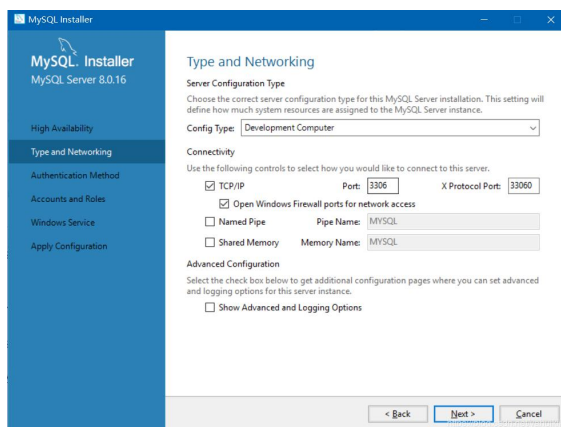 MySQL Installer
MySQL. Installer
MySQL Server 8.0.16
High Availability
Type and Networking
Authentication Method
Accounts and Roles
Windows Service
Apply Configuration
Type and Networking
Server Configuration Type
Choose the correct server configuration type for this MySQL Server installation. This setting will
define how much system resources are assigned to the MySQL Server instance.
Config Type: Development Computer
Connectivity
Use the following controls to select how you would like to connect to this server.
TCP/IP Port: 3306 X Protocol Port: 33060
Open Windows Firewall ports for network access
Named Pipe Pipe Name: MYSQL
Shared Memory Memory Name: MYSQL
Advanced Configuration
Select the check box below to get additional configuration pages where you can set advanced
and logging options for this server instance.
Show Advanced and Logging Options
< Back Next > Cancel